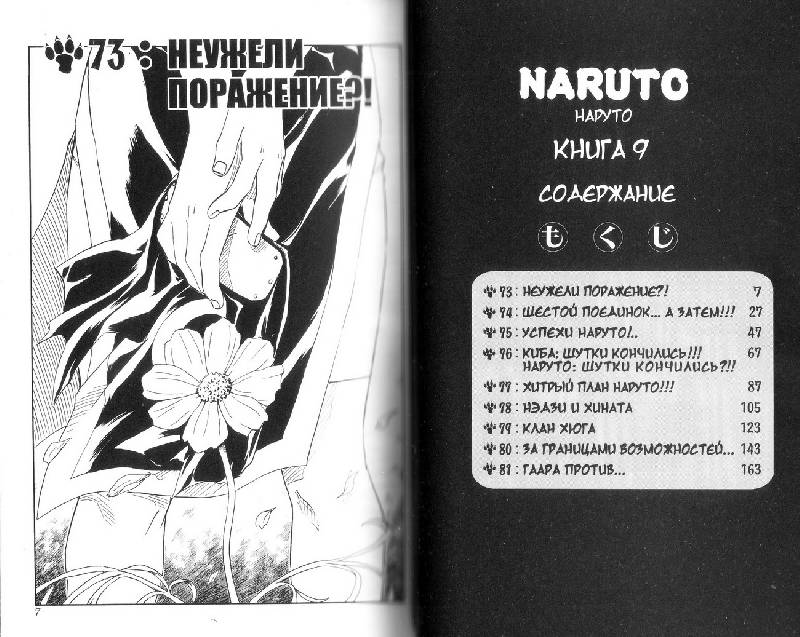 73: НЕУЖЕЛИ
ПОРАЖЕНИЕ?!
7
NARUTO
НАРУТО
КНИГА 9
СОДЕРЖАНИЕ
もくじ
73: НЕУЖЕЛИ ПОРАЖЕНИЕ?! 7
74: ШЕСТОЙ ПОЕДИНОК... А ЗАТЕМ!!! 27
75: УСПЕХИ НАРУТО!.. 47
76: КИБА: ШУТКИ КОНЧИЛИСЬ!!! 67
НАРУТО: ШУТКИ КОНЧИЛИСЬ?!!
77: ХИТРЫЙ ПЛАН НАРУТО!!! 87
78: НЭДЗИ И ХИНАТА 105
79: КЛАН ХЮГА 123
80: ЗА ГРАНИЦАМИ ВОЗМОЖНОСТЕЙ... 143
81: ГААРА ПРОТИВ... 163